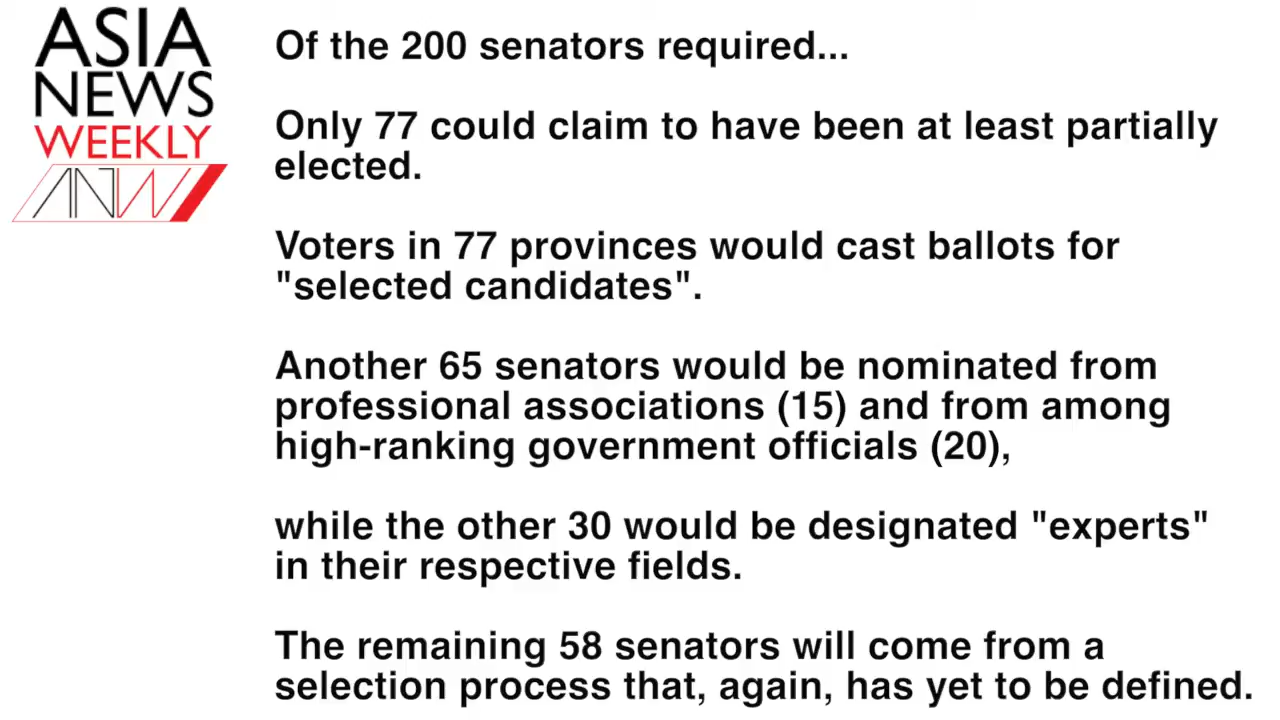 ASIA
NEWS
WEEKLY
ANW
Of the 200 senators required...
Only 77 could claim to have been at least partially
elected.
Voters in 77 provinces would cast ballots for
"selected candidates".
Another 65 senators would be nominated from
professional associations (15) and from among
high-ranking government officials (20),
while the other 30 would be designated "experts"
in their respective fields.
The remaining 58 senators will come from a
selection process that, again, has yet to be defined.